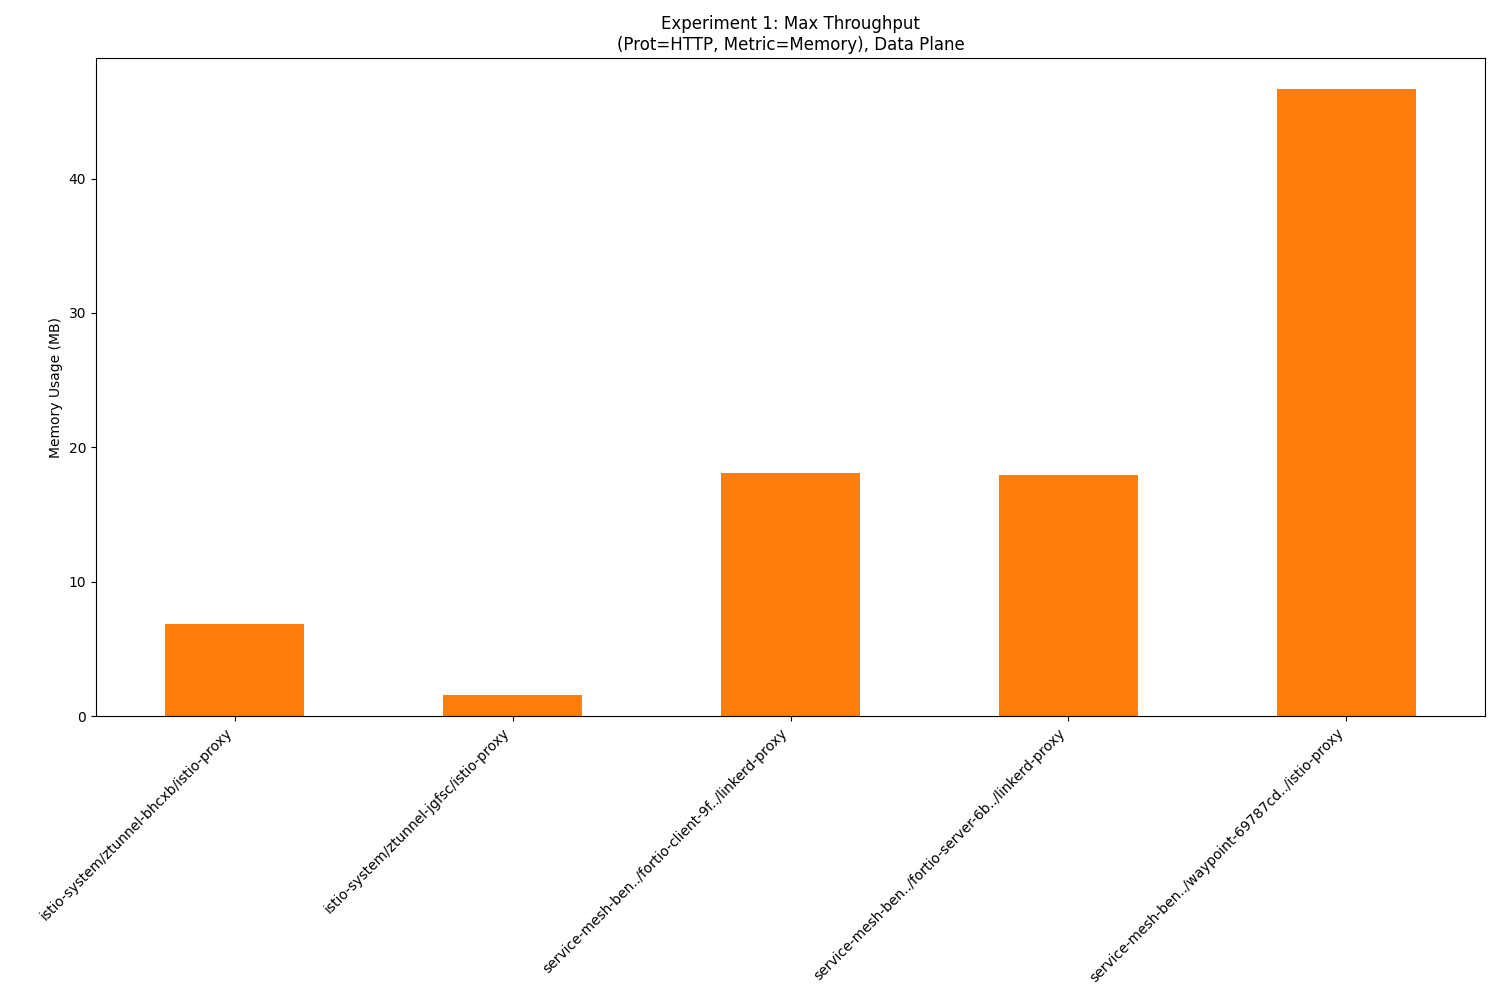 Experiment 1: Max Throughput
(Prot=HTTP, Metric=Memory), Data Plane
Memory Usage (MB)
40
30
20
10
0
istio-system/ztunnel-bhcxb/istio-proxy
istio-system/ztunnel-jgfsc/istio-proxy
service-mesh-ben../fortio-client-9f../linkerd-proxy
service-mesh-ben../fortio-server-6b../linkerd-proxy
service-mesh-ben../waypoint-69787cd../istio-proxy